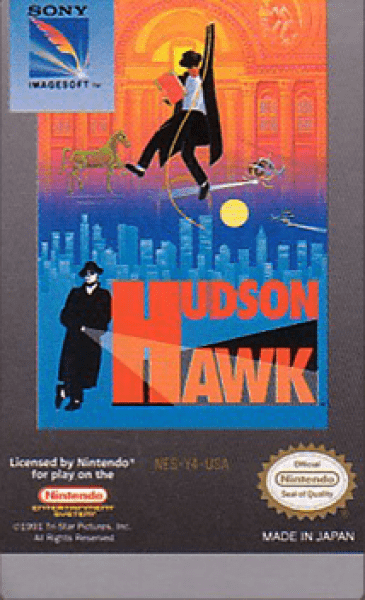 SONY
IMAGESOFT™
HUDSON
HAWK
Licensed by Nintendo®
for play on the
Nintendo
ENTERTAINMENT
SYSTEM
©1991 Tri-Star Pictures, Inc.
All Rights Reserved
NES-Y4-USA
Official
Nintendo
Seal of Quality
MADE IN JAPAN